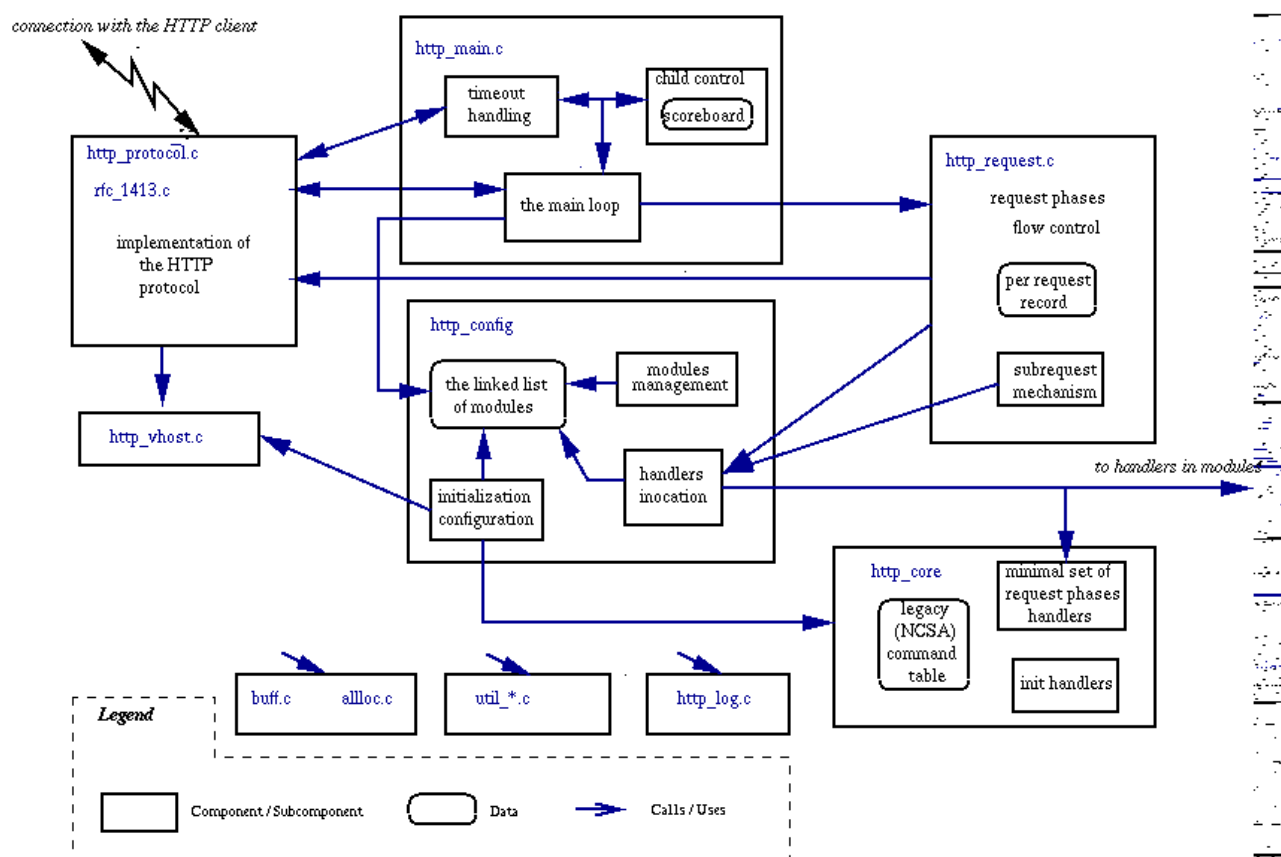 connection with the HTTP client
http_main.c
timeout
handling
child control
scoreboard
the main loop
http_protocol.c
rfc_1413.c
implementation of
the HTTP
protocol
http_request.c
request phases
flow control
per request
record
subrequest
mechanism
http_config
the linked list
of modules
modules
management
handlers
inocation
initialization
configuration
http_vhost.c
to handlers in modules
http_core
legacy
(NCSA)
command
table
minimal set of
request phases
handlers
init handlers
buff.c allloc.c
util_*.c
http_log.c
Legend
Component / Subcomponent
Data
Calls / Uses